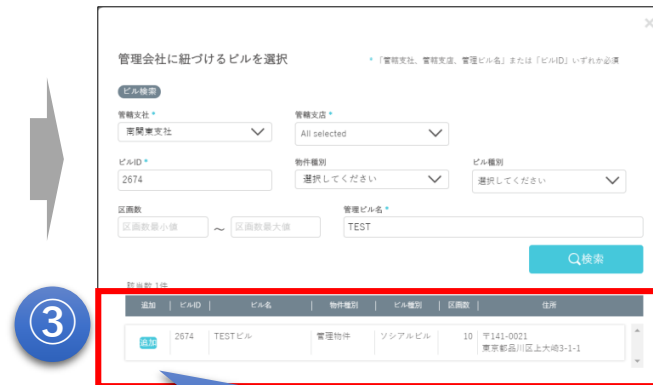 ×
管理会社に紐づけるビルを選択
* 「管轄支社、管轄支店、管理ビル名」または「ビルID」いずれか必須
ビル検索
管轄支社 * 管轄支店 *
南関東支社 All selected
ビルID * 物件種別 ビル種別
2674 選択してください 選択してください
区画数 管理ビル名 *
区画数最小値 ～ 区画数最大値 TEST
検索
該当数 1件
③
追加 | ビルID | ビル名 | 物件種別 | ビル種別 | 区画数 | 住所
追加 2674 TESTビル 管理物件 ソシアルビル 10 〒141-0021
東京都品川区上大崎3-1-1